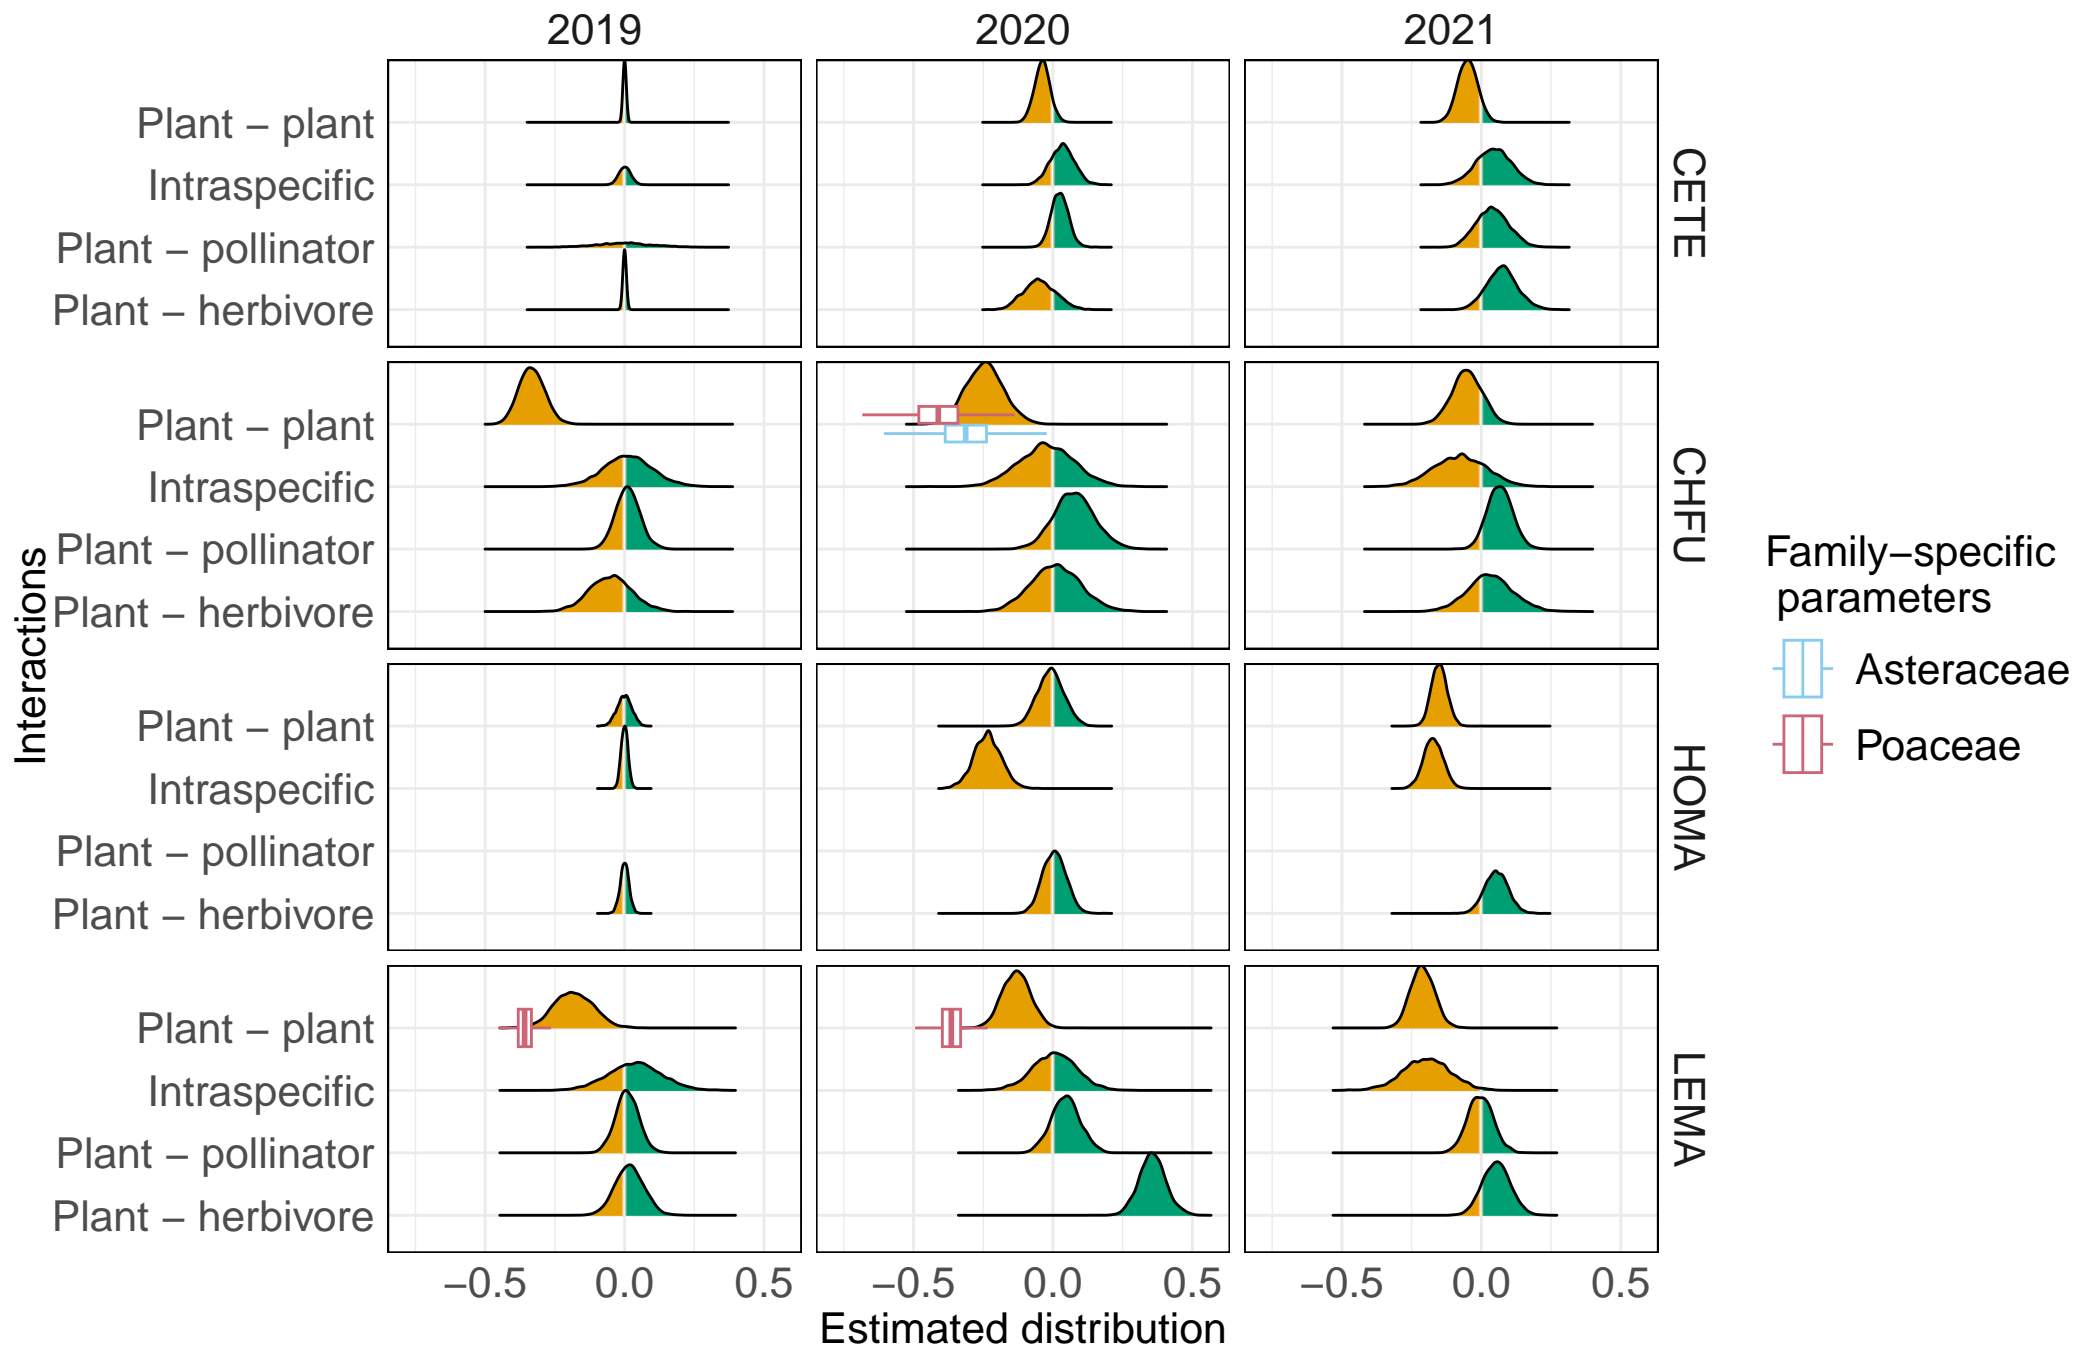 2019 2020 2021
Plant – plant
Intraspecific
Plant – pollinator
Plant – herbivore
CETE
Plant – plant
Intraspecific
Plant – pollinator
Plant – herbivore
CHFU
Plant – plant
Intraspecific
Plant – pollinator
Plant – herbivore
HOMA
Plant – plant
Intraspecific
Plant – pollinator
Plant – herbivore
LEMA
Interactions
−0.5 0.0 0.5 −0.5 0.0 0.5 −0.5 0.0 0.5
Estimated distribution
Family−specific
parameters
Asteraceae
Poaceae